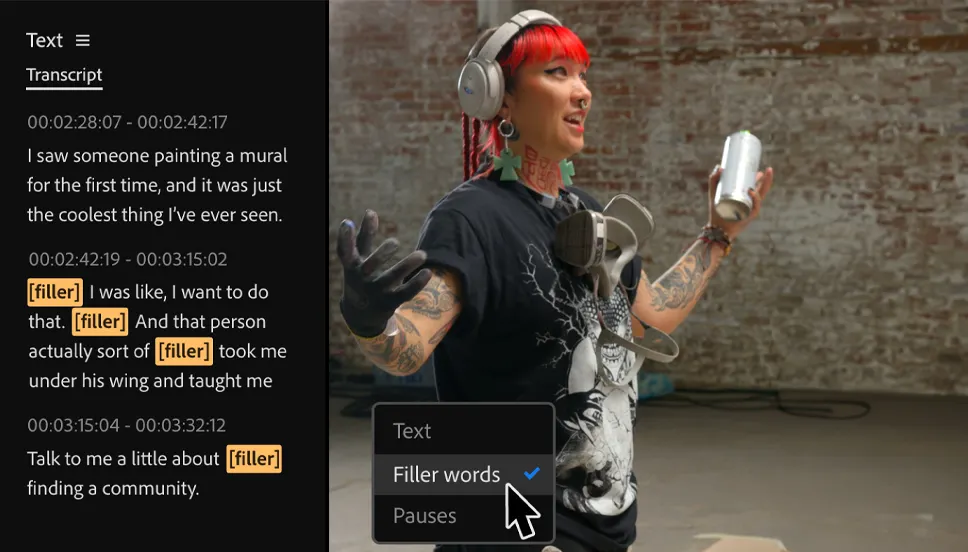 Text
Transcript
00:02:28:07 - 00:02:42:17
I saw someone painting a mural
for the first time, and it was just
the coolest thing I've ever seen.
00:02:42:19 - 00:03:15:02
[filler] I was like, I want to do
that. [filler] And that person
actually sort of [filler] took me
under his wing and taught me
00:03:15:04 - 00:03:32:12
Talk to me a little about [filler]
finding a community.
Text
Filler words
Pauses